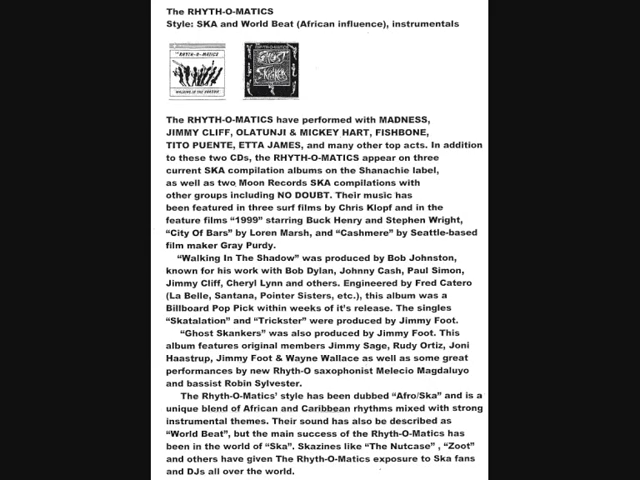 The RHYTH-O-MATICS
Style: SKA and World Beat (African influence), instrumentals
RHYTH-O-MATICS
WALKING IN THE SHADOW
RHYTH-O-MATICS
GHOST
SKANKERS
The RHYTH-O-MATICS have performed with MADNESS,
JIMMY CLIFF, OLATUNJI & MICKEY HART, FISHBONE,
TITO PUENTE, ETTA JAMES, and many other top acts. In addition
to these two CDs, the RHYTH-O-MATICS appear on three
current SKA compilation albums on the Shanachie label,
as well as two Moon Records SKA compilations with
other groups including NO DOUBT. Their music has
been featured in three surf films by Chris Klopf and in the
feature films “1999” starring Buck Henry and Stephen Wright,
“City Of Bars” by Loren Marsh, and “Cashmere” by Seattle-based
film maker Gray Purdy.
“Walking In The Shadow” was produced by Bob Johnston,
known for his work with Bob Dylan, Johnny Cash, Paul Simon,
Jimmy Cliff, Cheryl Lynn and others. Engineered by Fred Catero
(La Belle, Santana, Pointer Sisters, etc.), this album was a
Billboard Pop Pick within weeks of it’s release. The singles
“Skatalation” and “Trickster” were produced by Jimmy Foot.
“Ghost Skankers” was also produced by Jimmy Foot. This
album features original members Jimmy Sage, Rudy Ortiz, Joni
Haastrup, Jimmy Foot & Wayne Wallace as well as some great
performances by new Rhyth-O saxophonist Melecio Magdaluyo
and bassist Robin Sylvester.
The Rhyth-O-Matics’ style has been dubbed “Afro/Ska” and is a
unique blend of African and Caribbean rhythms mixed with strong
instrumental themes. Their sound has also be described as
“World Beat”, but the main success of the Rhyth-O-Matics has
been in the world of “Ska”. Skazines like “The Nutcase” , “Zoot”
and others have given The Rhyth-O-Matics exposure to Ska fans
and DJs all over the world.